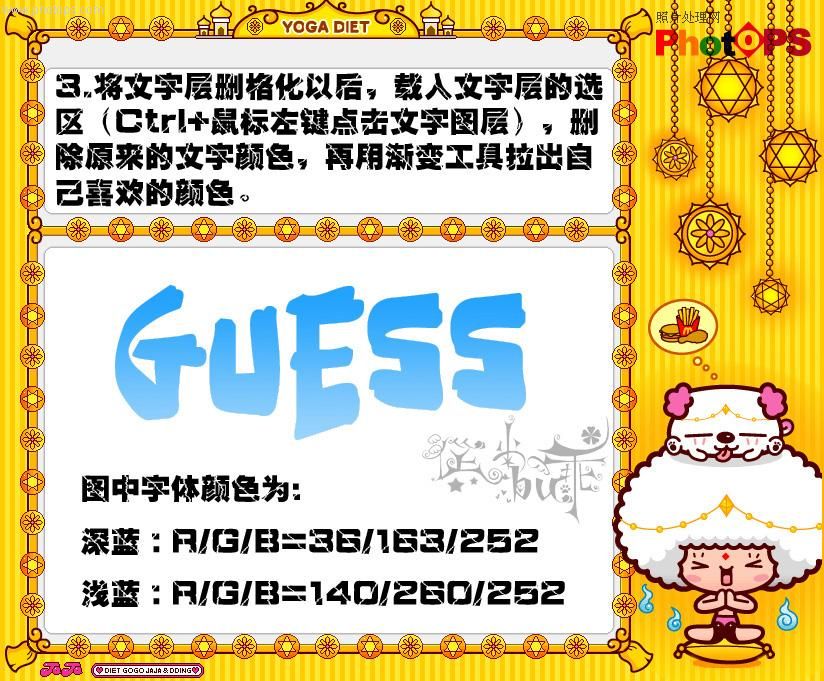 YOGA DIET
照片处理网
PhotOPS
3.将文字层删格化以后，载入文字层的选
区（Ctrl+鼠标左键点击文字图层），删
除原来的文字颜色，再用渐变工具拉出自
己喜欢的颜色。
GUESS
图中字体颜色为:
深蓝：R/G/B=36/163/252
浅蓝：R/G/B=140/260/252
JaJa
DIET GOGO JAJA & DDING